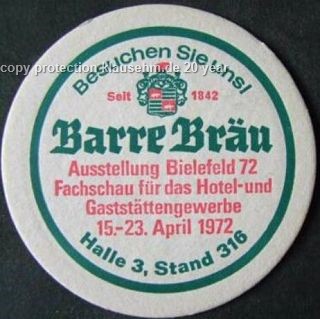 Besuchen Sie uns!
copy protection Klausehm.de 20 year
Seit 1842
Barre Bräu
Ausstellung Bielefeld 72
Fachschau für das Hotel-und
Gaststättengewerbe
15.-23. April 1972
Halle 3, Stand 316